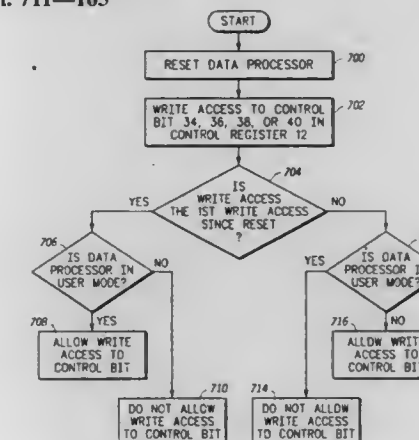 711—163
START
RESET DATA PROCESSOR
700
WRITE ACCESS TO CONTROL
BIT 34, 36, 38, OR 40 IN
CONTROL REGISTER 12
702
IS
WRITE ACCESS
THE 1ST WRITE ACCESS
SINCE RESET
?
704
YES
NO
706
IS DATA
PROCESSOR IN
USER MODE?
NO
YES
IS DATA
PROCESSOR IN
USER MODE?
708
YES
ALLOW WRITE
ACCESS TO
CONTROL BIT
716
NO
ALLOW
ACCESS TO
CONTROL
710
DO NOT ALLOW
WRITE ACCESS
TO CONTROL BIT
714
DO NOT ALLOW
WRITE ACCESS
TO CONTROL BIT